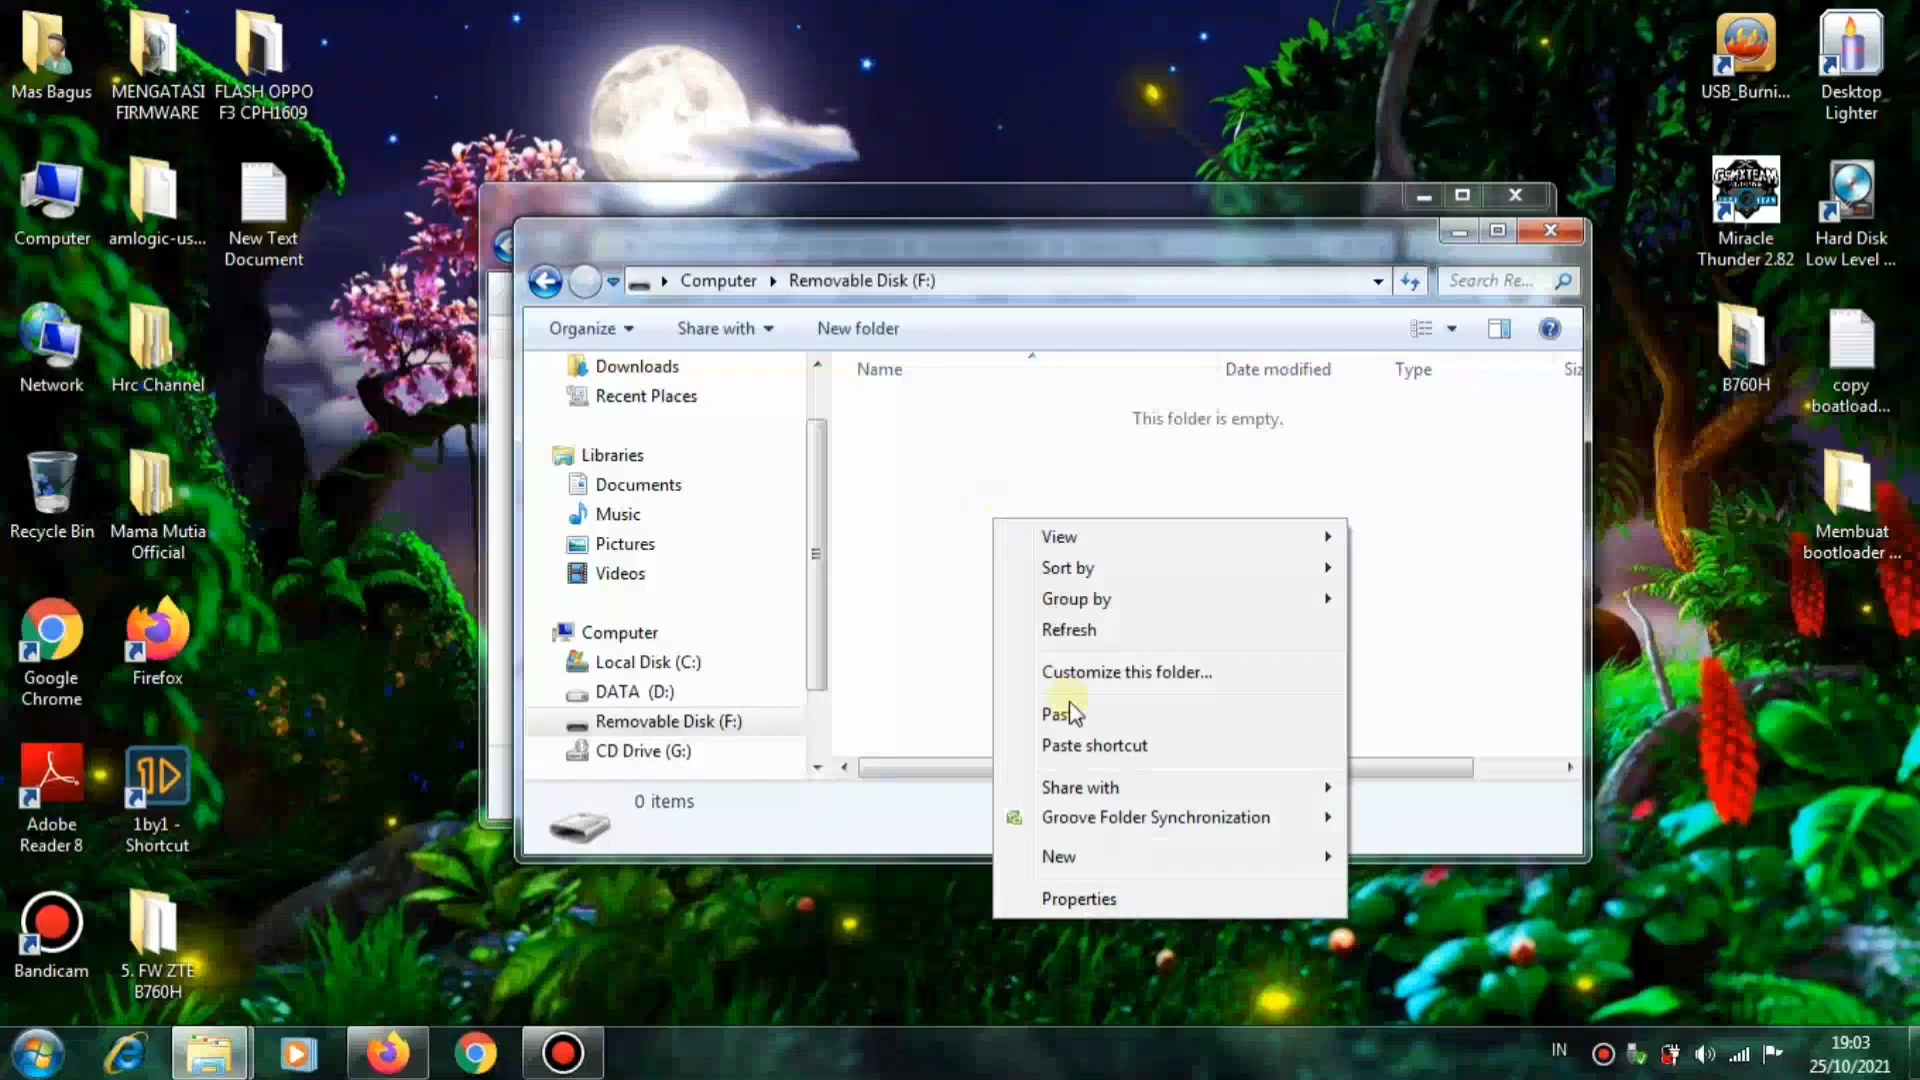 Mas Bagus
MENGATASI
FIRMWARE
FLASH OPPO
F3 CPH1609
USB_Burni...
Desktop
Lighter
Computer
amlogic-us...
New Text
Document
GSMXTEAM
Miracle
Thunder 2.82
Hard Disk
Low Level ...
Network
Hrc Channel
B760H
copy
boatload...
Recycle Bin
Mama Mutia
Official
Membuat
bootloader ...
Google
Chrome
Firefox
Adobe
Reader 8
1by1 -
Shortcut
Bandicam
5. FW ZTE
B760H
Computer
Removable Disk (F:)
Search Re...
Organize
Share with
New folder
Downloads
Recent Places
Libraries
Documents
Music
Pictures
Videos
Computer
Local Disk (C:)
DATA (D:)
Removable Disk (F:)
CD Drive (G:)
Name
Date modified
Type
Siz
This folder is empty.
0 items
View
Sort by
Group by
Refresh
Customize this folder...
Paste shortcut
Share with
Groove Folder Synchronization
New
Properties
IN
19:03
25/10/2021